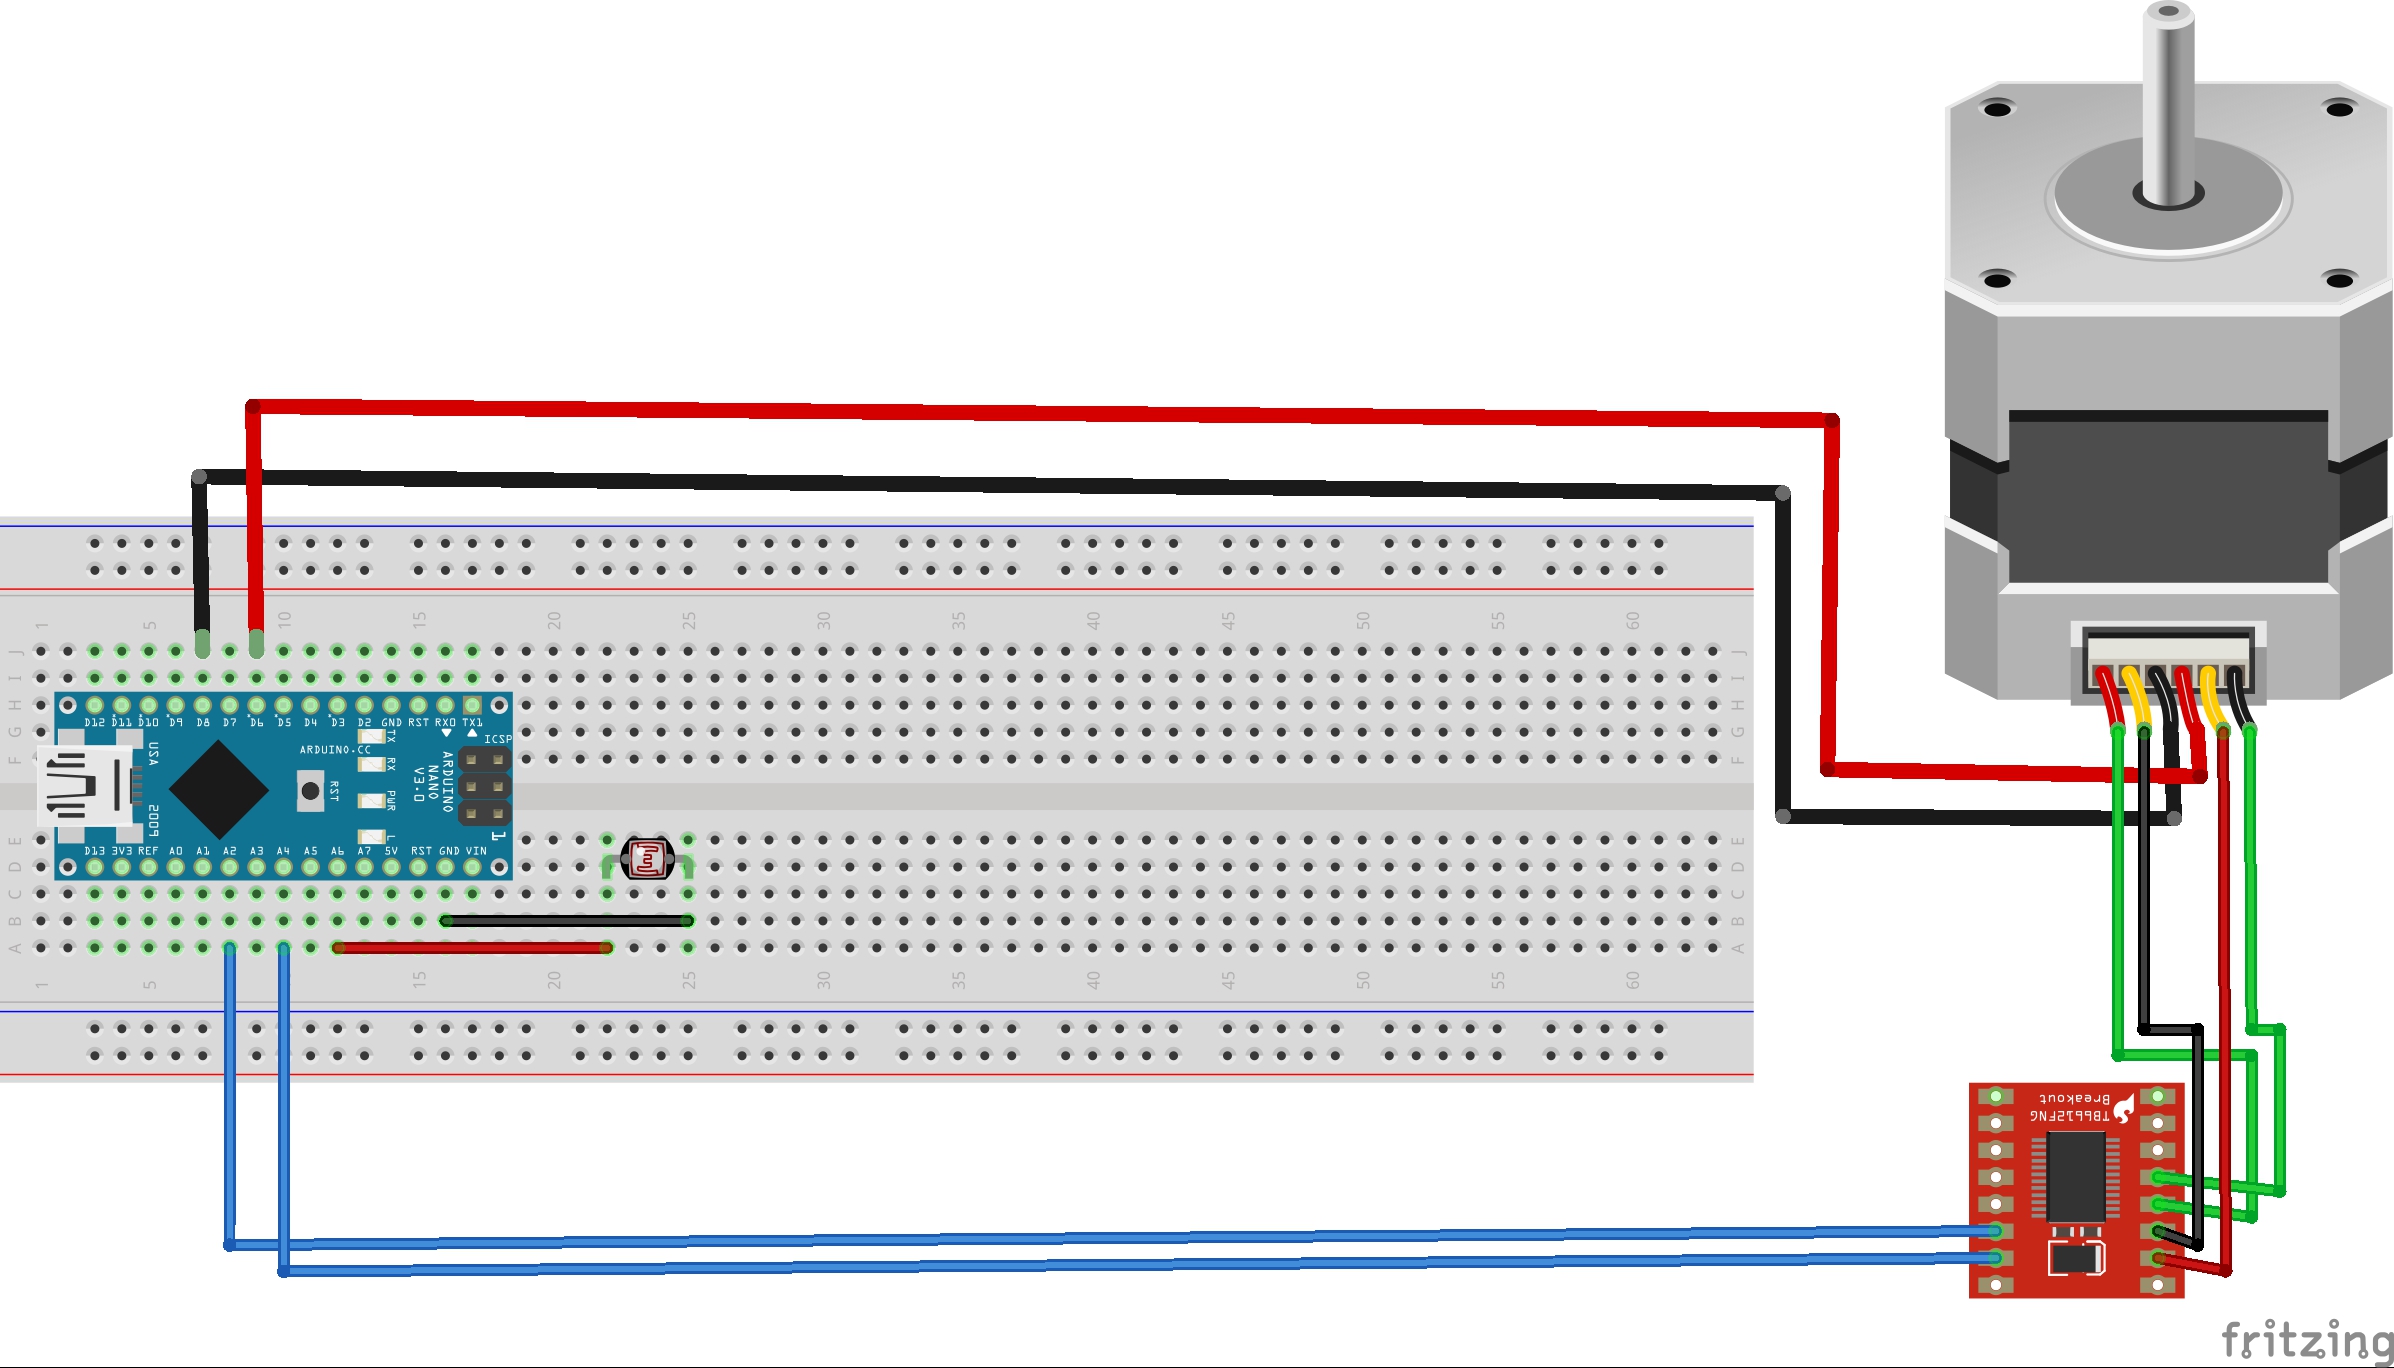 1 5 10 15 20 25 30 35 40 45 50 55 60
J J
I I
H H
G G
F F
D12 D11 D10 D9 D8 D7 D6 D5 D4 D3 D2 GND RST RX0 TX1
ICSP
ARDUINO.CC
TX
RX
PWR
L
RST
USA
2009
ARDUINO
NANO
V3.0
1
D13 3V3 REF A0 A1 A2 A3 A4 A5 A6 A7 5V RST GND VIN
E E
D D
C C
B B
A A
1 5 15 20 25 30 35 40 45 50 55 60
TB6612FNG
Breakout
fritzing